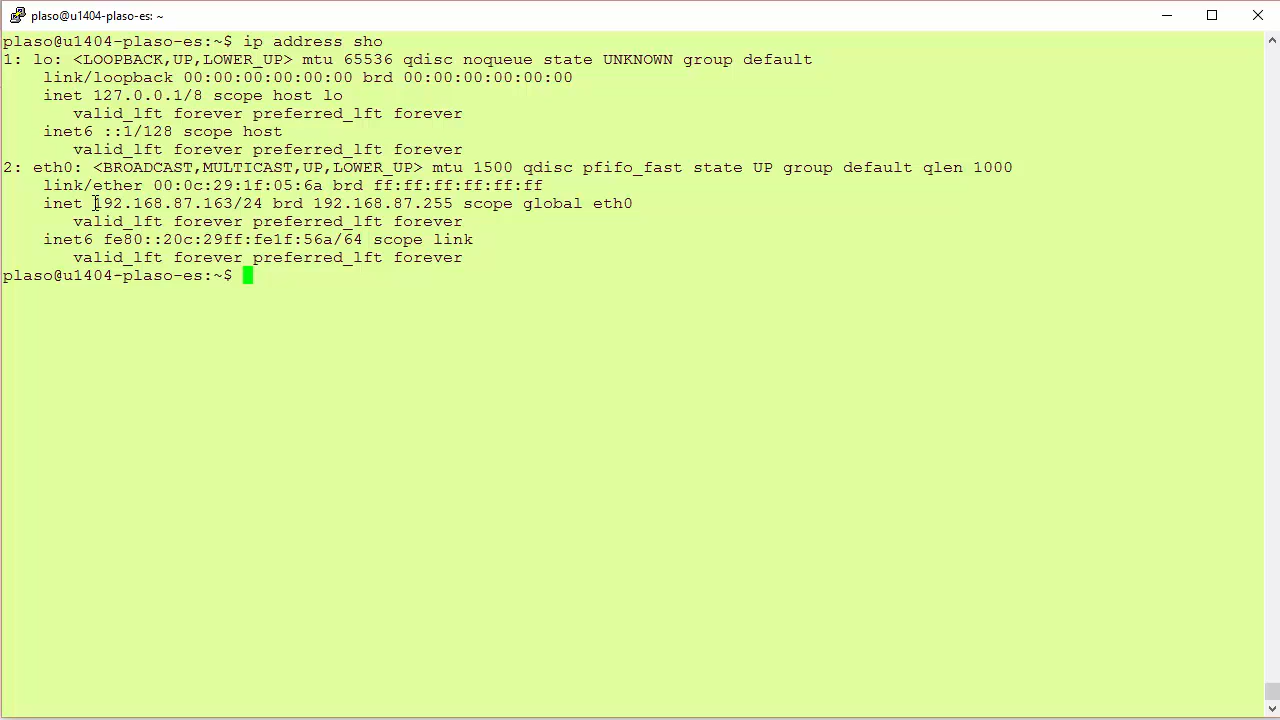 plaso@u1404-plaso-es: ~
plaso@u1404-plaso-es:~$ ip address sho
1: lo: <LOOPBACK,UP,LOWER_UP> mtu 65536 qdisc noqueue state UNKNOWN group default
    link/loopback 00:00:00:00:00:00 brd 00:00:00:00:00:00
    inet 127.0.0.1/8 scope host lo
       valid_lft forever preferred_lft forever
    inet6 ::1/128 scope host
       valid_lft forever preferred_lft forever
2: eth0: <BROADCAST,MULTICAST,UP,LOWER_UP> mtu 1500 qdisc pfifo_fast state UP group default qlen 1000
    link/ether 00:0c:29:1f:05:6a brd ff:ff:ff:ff:ff:ff
    inet 192.168.87.163/24 brd 192.168.87.255 scope global eth0
       valid_lft forever preferred_lft forever
    inet6 fe80::20c:29ff:fe1f:56a/64 scope link
       valid_lft forever preferred_lft forever
plaso@u1404-plaso-es:~$